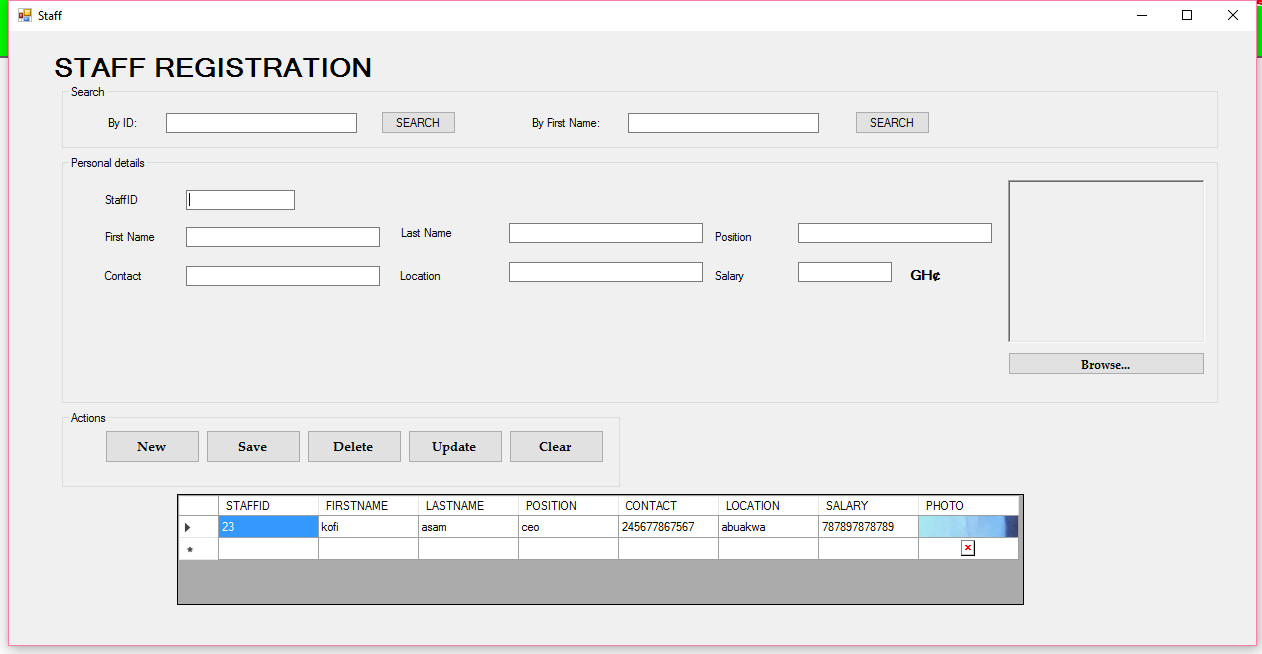 Staff
STAFF REGISTRATION
Search
By ID: SEARCH By First Name: SEARCH
Personal details
StaffID
First Name Last Name Position
Contact Location Salary GH¢
Browse...
Actions
New Save Delete Update Clear
STAFFID FIRSTNAME LASTNAME POSITION CONTACT LOCATION SALARY PHOTO
23 kofi asam ceo 245677867567 abuakwa 787897878789